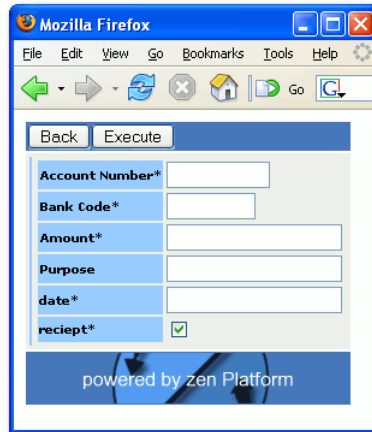 Mozilla Firefox
File Edit View Go Bookmarks Tools Help
Go G
Back Execute
Account Number*
Bank Code*
Amount*
Purpose
date*
reciept*
powered by zen Platform